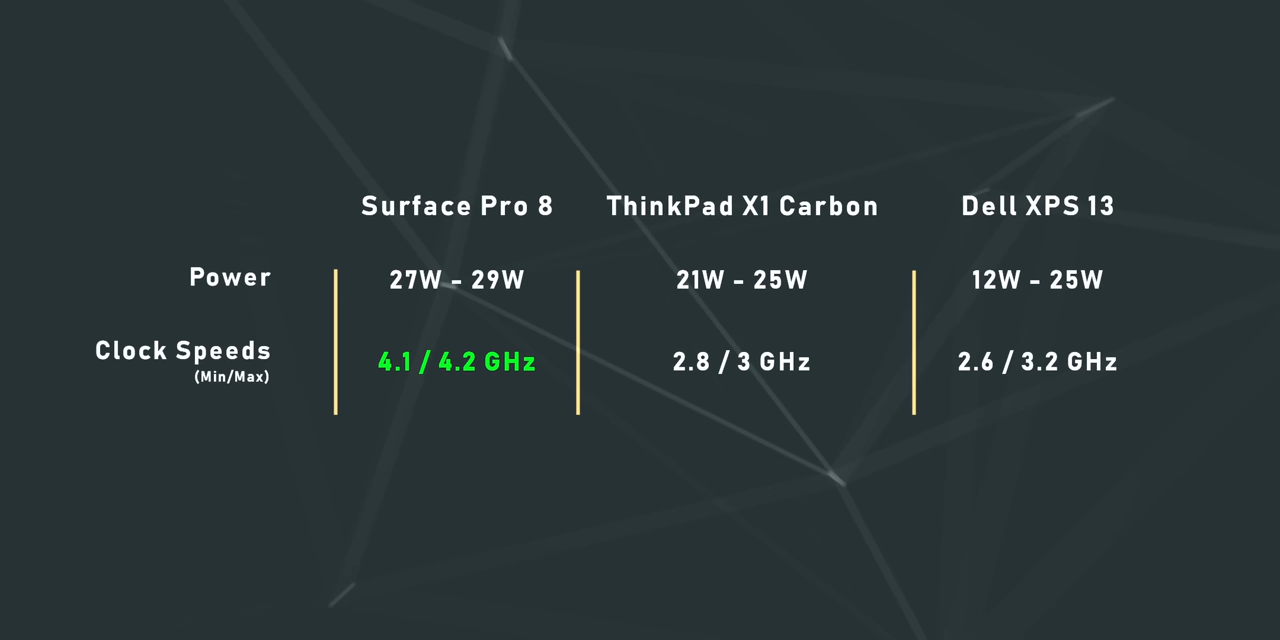 Surface Pro 8 ThinkPad X1 Carbon Dell XPS 13
Power 27W - 29W 21W - 25W 12W - 25W
Clock Speeds 4.1 / 4.2 GHz 2.8 / 3 GHz 2.6 / 3.2 GHz
(Min/Max)